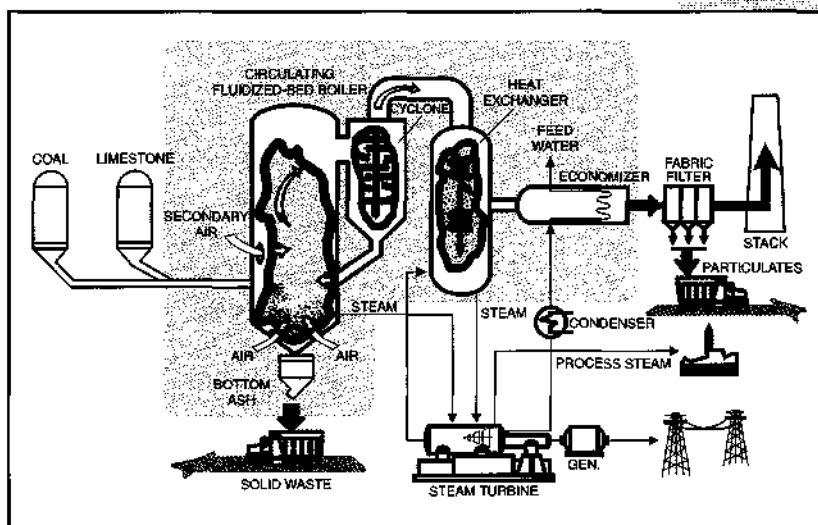 CIRCULATING
FLUIDIZED-BED BOILER
CYCLONE
HEAT
EXCHANGER
FEED
WATER
ECONOMIZER
FABRIC
FILTER
COAL
LIMESTONE
SECONDARY
AIR
STACK
PARTICULATES
STEAM
STEAM
CONDENSER
AIR
AIR
PROCESS STEAM
BOTTOM
ASH
SOLID WASTE
GEN.
STEAM TURBINE